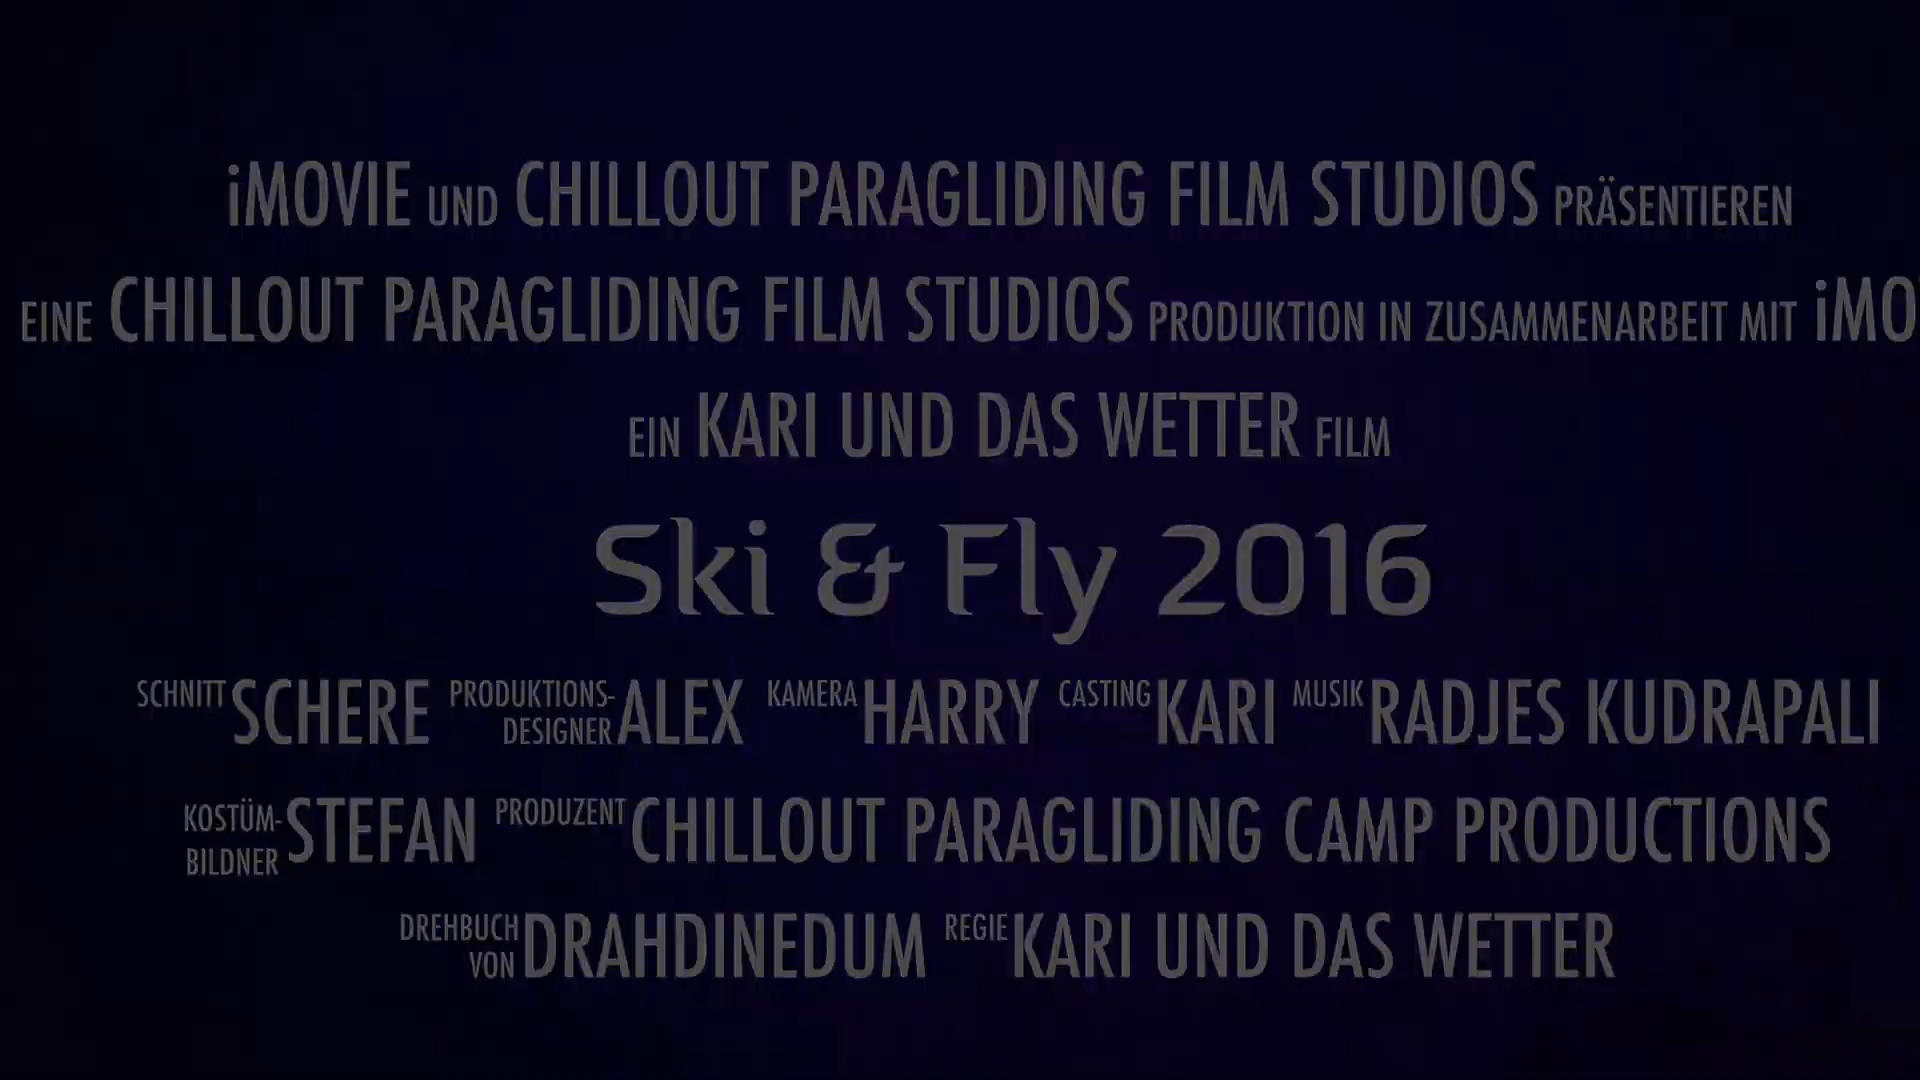 iMOVIE UND CHILLOUT PARAGLIDING FILM STUDIOS PRÄSENTIEREN
EINE CHILLOUT PARAGLIDING FILM STUDIOS PRODUKTION IN ZUSAMMENARBEIT MIT iMO
EIN KARI UND DAS WETTER FILM
Ski & Fly 2016
SCHNITT SCHERE PRODUKTIONS-DESIGNER ALEX KAMERA HARRY CASTING KARI MUSIK RADJES KUDRAPALI
KOSTÜM-BILDNER STEFAN PRODUZENT CHILLOUT PARAGLIDING CAMP PRODUCTIONS
DREHBUCH VON DRAHDINEDUM REGIE KARI UND DAS WETTER